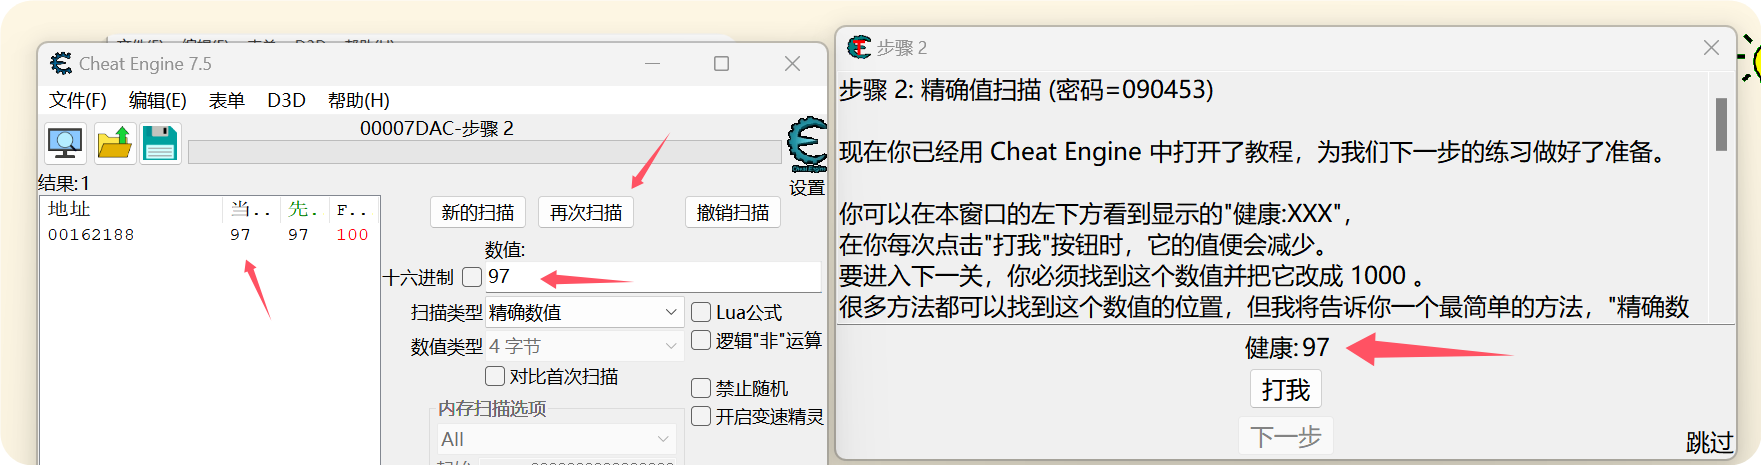 Cheat Engine 7.5
文件(F) 编辑(E) 表单 D3D 帮助(H)
00007DAC-步骤 2
Cheat Engine
设置
结果:1
地址 当.. 先. F..
00162188 97 97 100
新的扫描 再次扫描 撤销扫描
数值:
十六进制 97
扫描类型 精确数值
Lua公式
数值类型 4 字节
逻辑"非"运算
对比首次扫描
禁止随机
内存扫描选项
开启变速精灵
All
步骤 2
步骤 2: 精确值扫描 (密码=090453)
现在你已经用 Cheat Engine 中打开了教程，为我们下一步的练习做好了准备。
你可以在本窗口的左下方看到显示的"健康:XXX"，
在你每次点击"打我"按钮时，它的值便会减少。
要进入下一关，你必须找到这个数值并把它改成 1000 。
很多方法都可以找到这个数值的位置，但我将告诉你一个最简单的方法，"精确数
健康: 97
打我
下一步
跳过